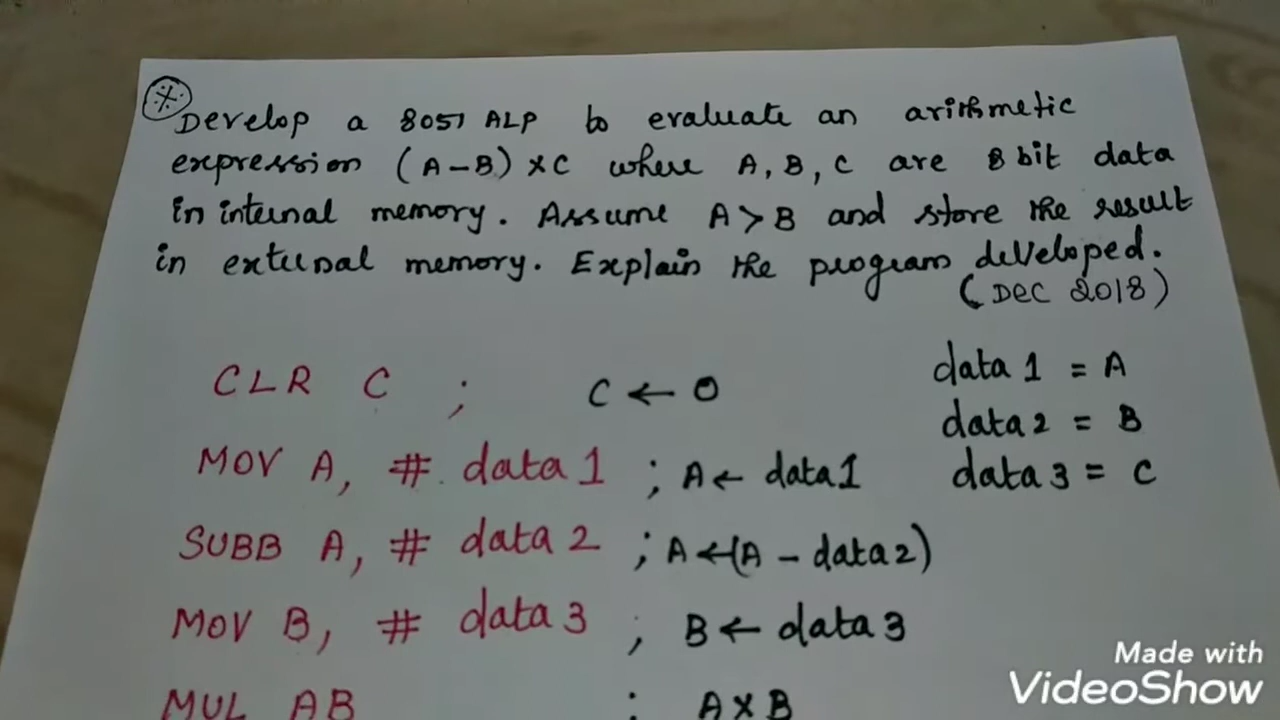 * Develop a 8051 ALP to evaluate an arithmetic
expression (A-B) × C where A, B, C are 8 bit data
in internal memory. Assume A > B and store the result
in external memory. Explain the program developed.
(DEC 2018)
CLR C ; C ← 0
data 1 = A
MOV A, # data 1 ; A ← data 1
data 2 = B
data 3 = C
SUBB A, # data 2 ; A ← (A - data 2)
MOV B, # data 3 ; B ← data 3
MUL AB ; A × B
Made with
VideoShow